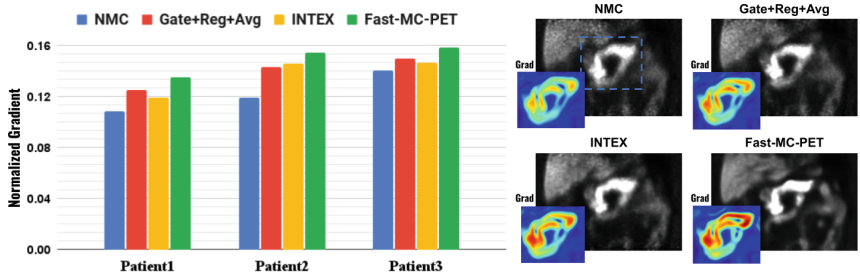 NMC Gate+Reg+Avg INTEX Fast-MC-PET
Normalized Gradient
0.16
0.12
0.08
0.04
0.00
Patient1 Patient2 Patient3
NMC Gate+Reg+Avg
Grad Grad
INTEX Fast-MC-PET
Grad Grad